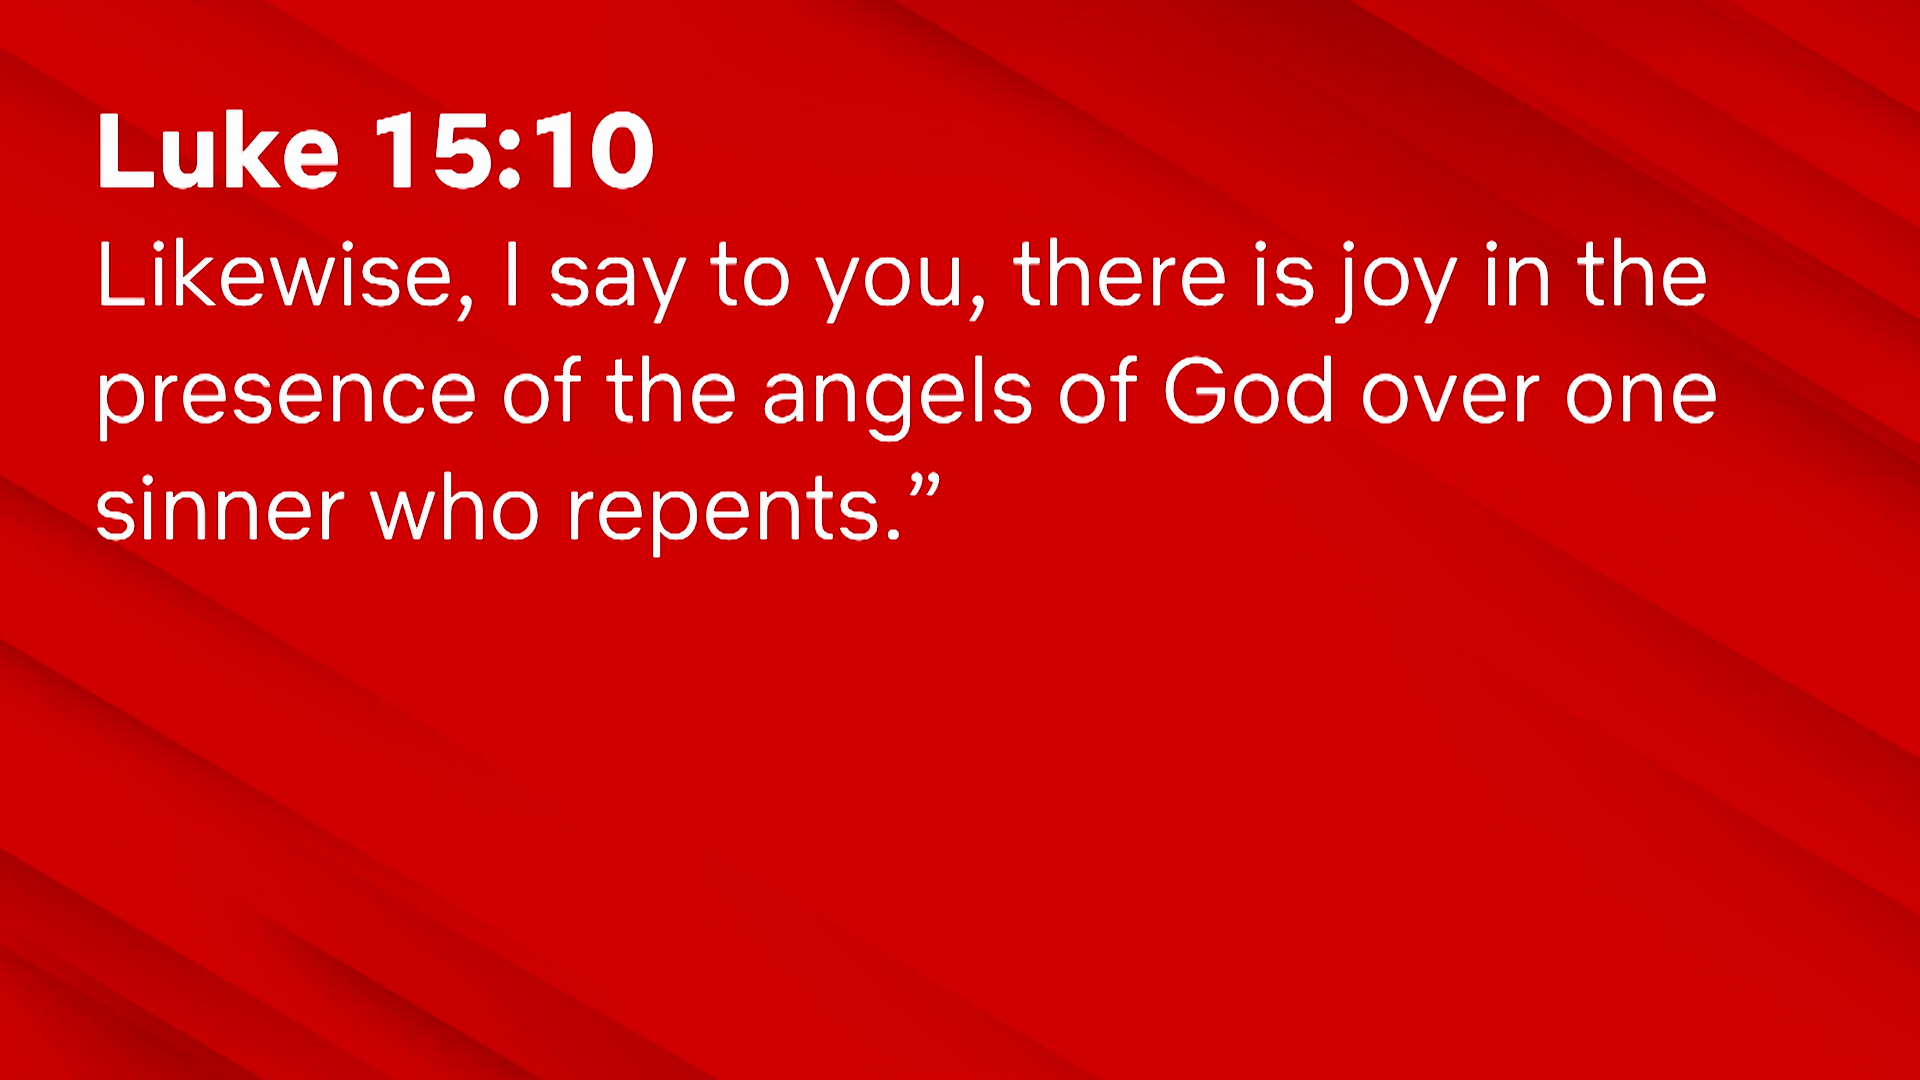 Luke 15:10
Likewise, I say to you, there is joy in the
presence of the angels of God over one
sinner who repents.”